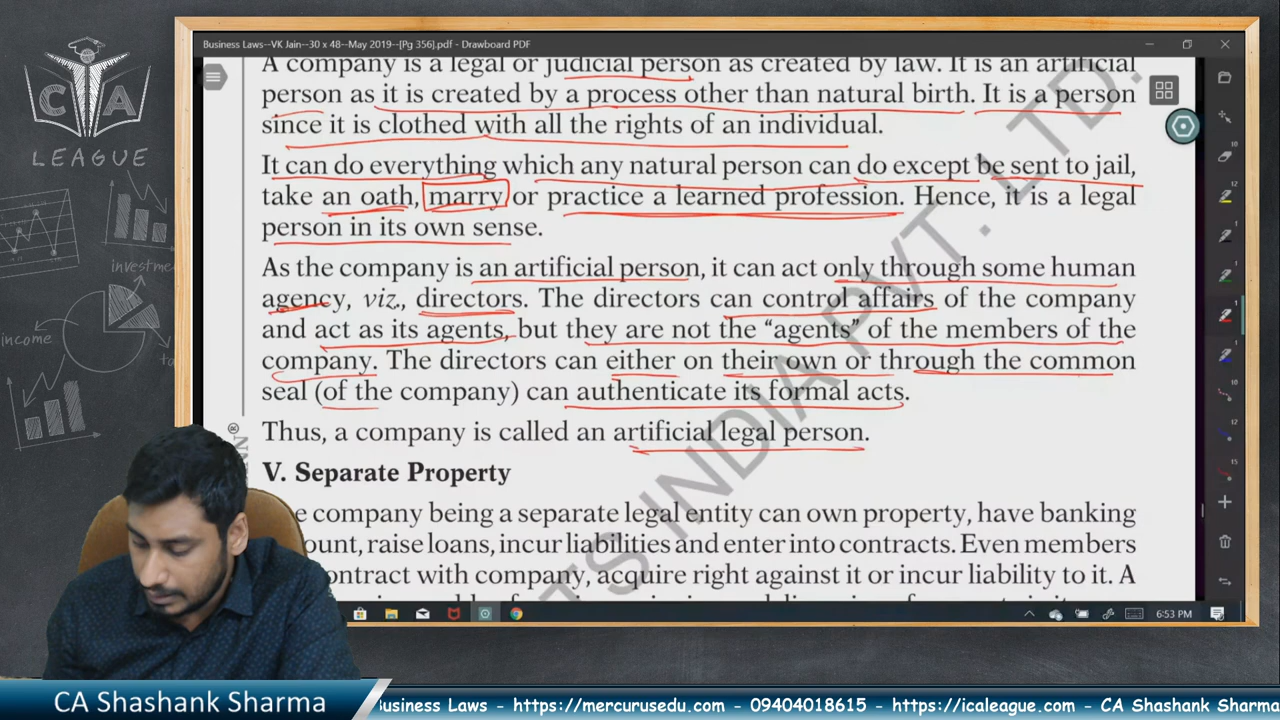 Business Laws--VK Jain--30 x 48--May 2019--[Pg 356].pdf - Drawboard PDF
A company is a legal or judicial person as created by law. It is an artificial
person as it is created by a process other than natural birth. It is a person
since it is clothed with all the rights of an individual.
It can do everything which any natural person can do except be sent to jail,
take an oath, marry or practice a learned profession. Hence, it is a legal
person in its own sense.
As the company is an artificial person, it can act only through some human
agency, viz., directors. The directors can control affairs of the company
and act as its agents, but they are not the “agents” of the members of the
company. The directors can either on their own or through the common
seal (of the company) can authenticate its formal acts.
Thus, a company is called an artificial legal person.
V. Separate Property
company being a separate legal entity can own property, have banking
raise loans, incur liabilities and enter into contracts. Even members
contract with company, acquire right against it or incur liability to it. A
INDIA PVT. LTD.
CA
LEAGUE
income
6:53 PM
CA Shashank Sharma
Business Laws - https://mercurusedu.com - 09404018615 - https://icaleague.com - CA Shashank Sharma